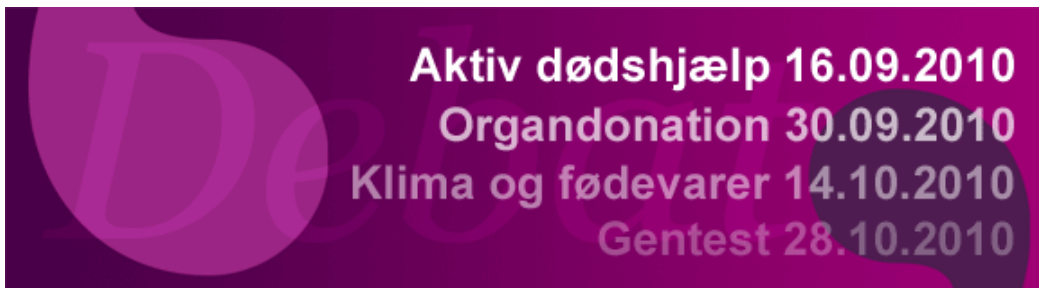 Debat
Aktiv dødshjælp 16.09.2010
Organdonation 30.09.2010
Klima og fødevarer 14.10.2010
Gentest 28.10.2010